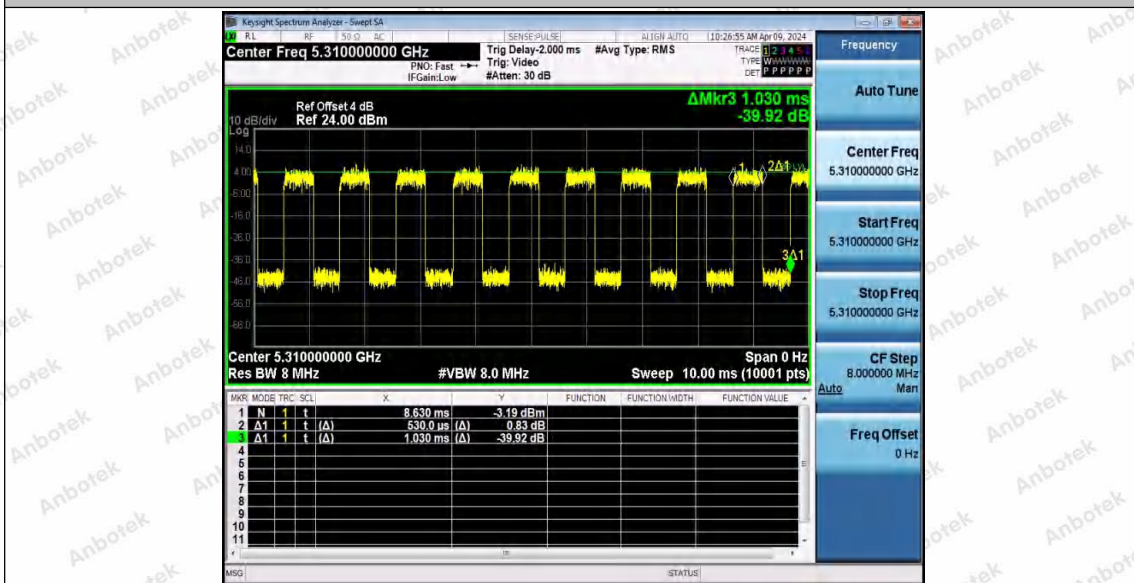 Keysight Spectrum Analyzer - Swept SA
RL RF 50 Ω AC SENSE:PULSE ALIGN AUTO 10:26:55 AM Apr 09, 2024
Center Freq 5.310000000 GHz
PNO: Fast
IFGain:Low
Trig Delay-2.000 ms
Trig: Video
#Atten: 30 dB
#Avg Type: RMS
TRACE 1 2 3 4 5
TYPE W
DET P P P P P P
Frequency
Auto Tune
Center Freq
5.310000000 GHz
Start Freq
5.310000000 GHz
Stop Freq
5.310000000 GHz
CF Step
8.000000 MHz
Auto Man
Freq Offset
0 Hz
Ref Offset 4 dB
10 dB/div Ref 24.00 dBm
Log
ΔMkr3 1.030 ms
-39.92 dB
14.0
4.00
-6.00
-16.0
-26.0
-36.0
-46.0
-56.0
-66.0
1
2Δ1
3Δ1
Center 5.310000000 GHz Span 0 Hz
Res BW 8 MHz #VBW 8.0 MHz Sweep 10.00 ms (10001 pts)
MKR MODE TRC SCL X Y FUNCTION FUNCTION WIDTH FUNCTION VALUE
1 N 1 t 8.630 ms -3.19 dBm
2 Δ1 1 t (Δ) 530.0 µs (Δ) 0.83 dB
3 Δ1 1 t (Δ) 1.030 ms (Δ) -39.92 dB
4
5
6
7
8
9
10
11
MSG STATUS
Anbotek